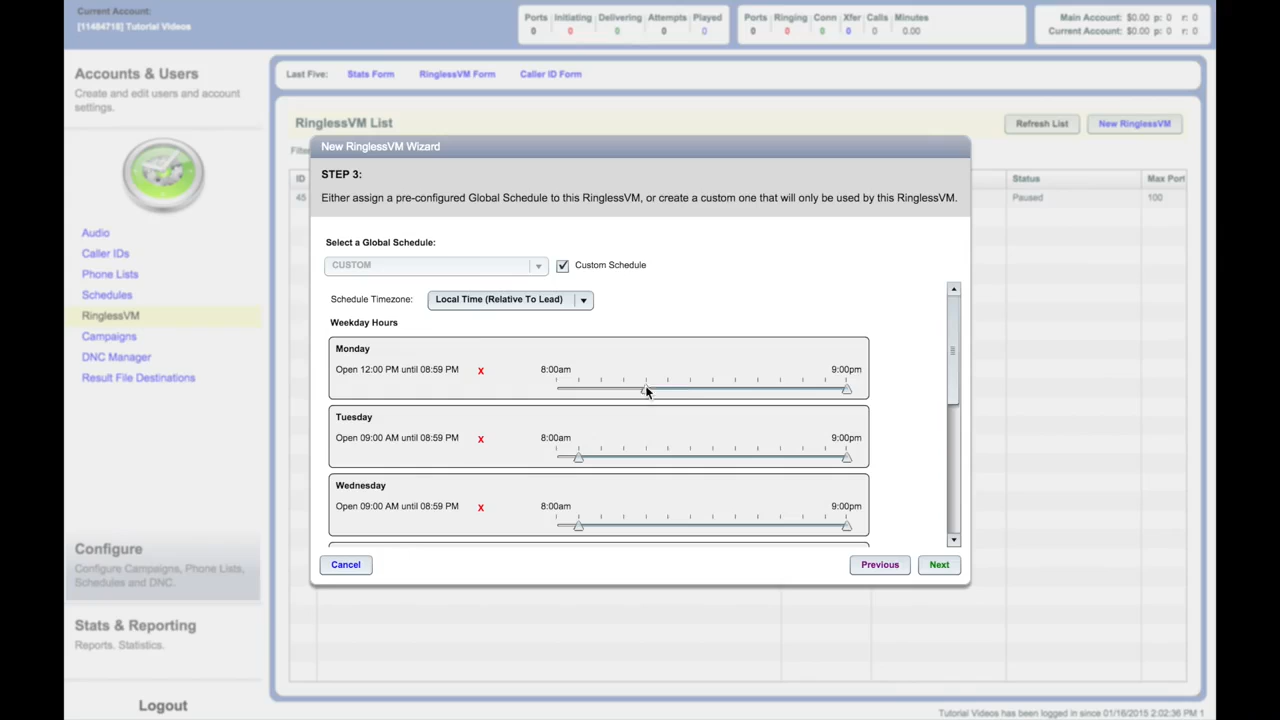 Current Account:
[11484718] Tutorial Videos
Ports Initiating Delivering Attempts Played
0 0 0 0 0
Ports Ringing Conn Xfer Calls Minutes
0 0 0 0 0 0.00
Main Account: $0.00 p: 0 r: 0
Current Account: $0.00 p: 0 r: 0
Accounts & Users
Create and edit users and account
settings.
Audio
Caller IDs
Phone Lists
Schedules
RinglessVM
Campaigns
DNC Manager
Result File Destinations
Configure
Configure Campaigns, Phone Lists,
Schedules and DNC.
Stats & Reporting
Reports. Statistics.
Logout
Last Five: Stats Form RinglessVM Form Caller ID Form
RinglessVM List
Refresh List New RinglessVM
ID Status Max Port
45 Paused 100
New RinglessVM Wizard
STEP 3:
Either assign a pre-configured Global Schedule to this RinglessVM, or create a custom one that will only be used by this RinglessVM.
Select a Global Schedule:
CUSTOM Custom Schedule
Schedule Timezone: Local Time (Relative To Lead)
Weekday Hours
Monday
Open 12:00 PM until 08:59 PM X 8:00am 9:00pm
Tuesday
Open 09:00 AM until 08:59 PM X 8:00am 9:00pm
Wednesday
Open 09:00 AM until 08:59 PM X 8:00am 9:00pm
Cancel Previous Next
Tutorial Videos has been logged in since 01/16/2015 2:02:36 PM 1